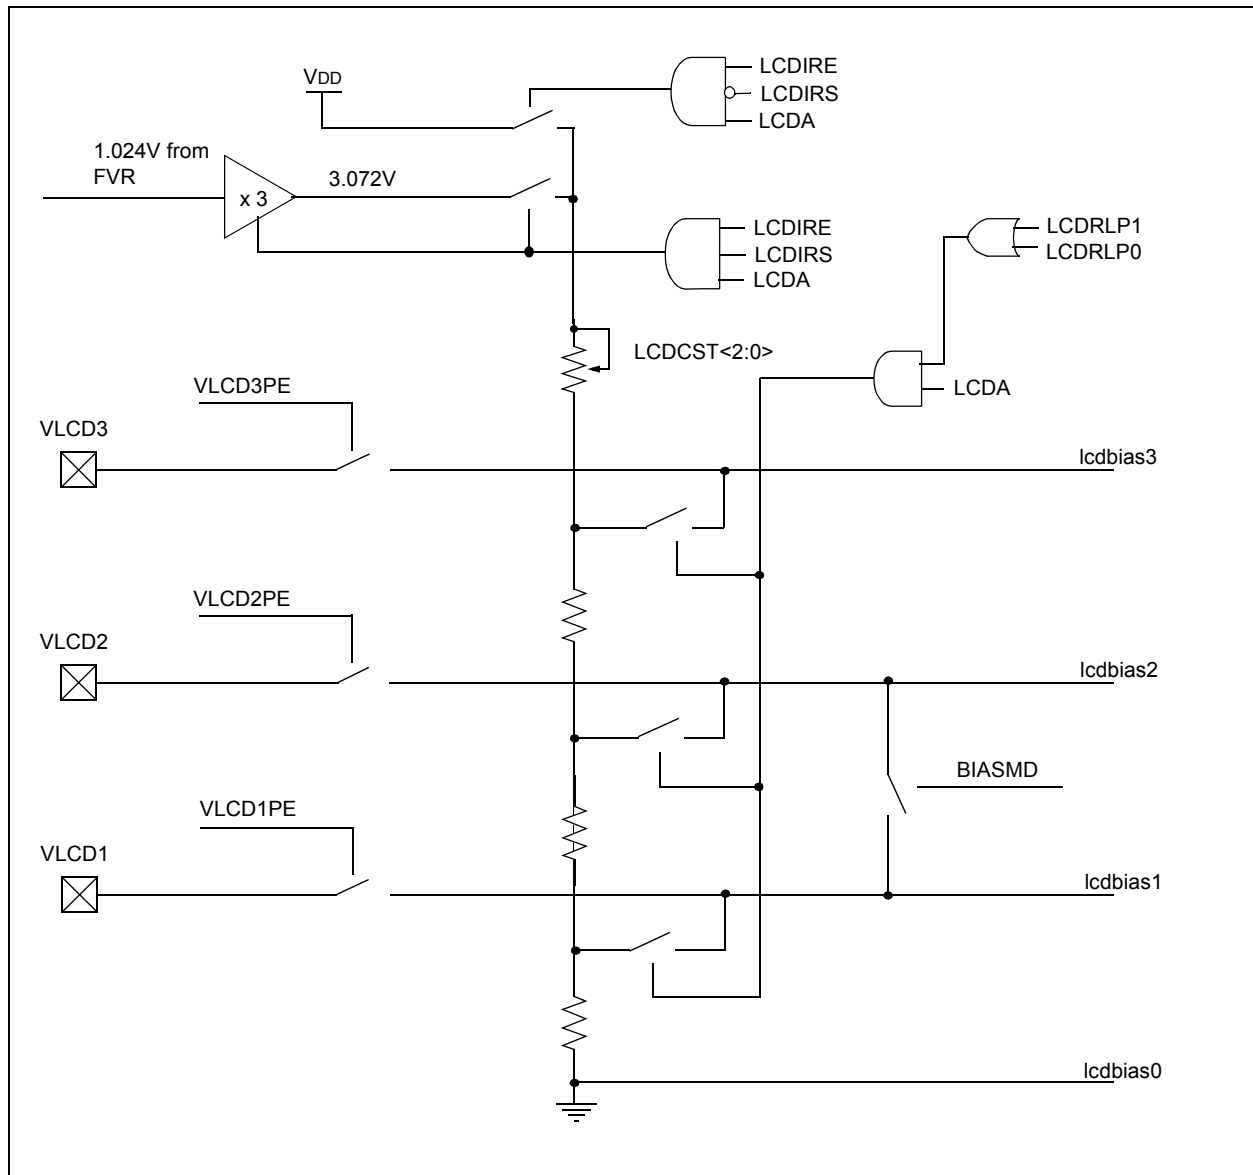 VDD
LCDIRE
LCDIRS
LCDA
1.024V from
FVR
x 3
3.072V
LCDIRE
LCDIRS
LCDA
LCDRLP1
LCDRLP0
LCDCST<2:0>
LCDA
VLCD3PE
VLCD3
lcdbias3
VLCD2PE
VLCD2
lcdbias2
BIASMD
VLCD1PE
VLCD1
lcdbias1
lcdbias0